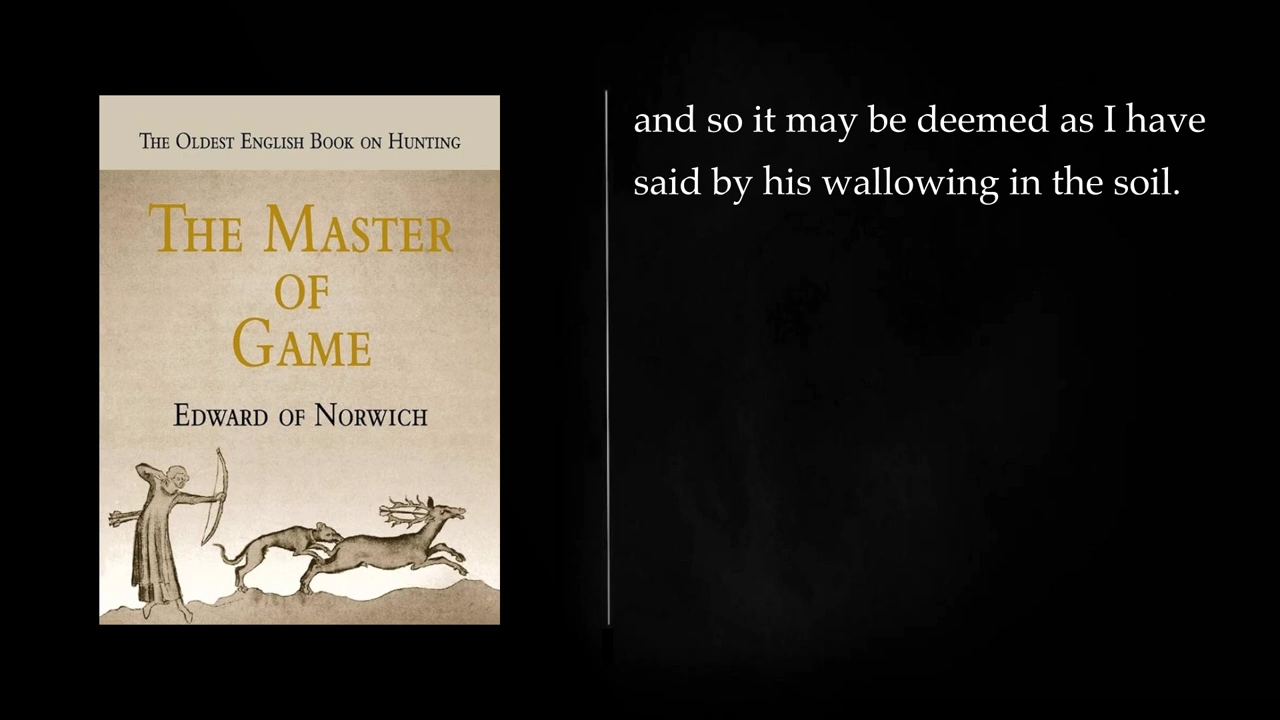 THE OLDEST ENGLISH BOOK ON HUNTING
THE MASTER
OF
GAME
EDWARD OF NORWICH
and so it may be deemed as I have
said by his wallowing in the soil.